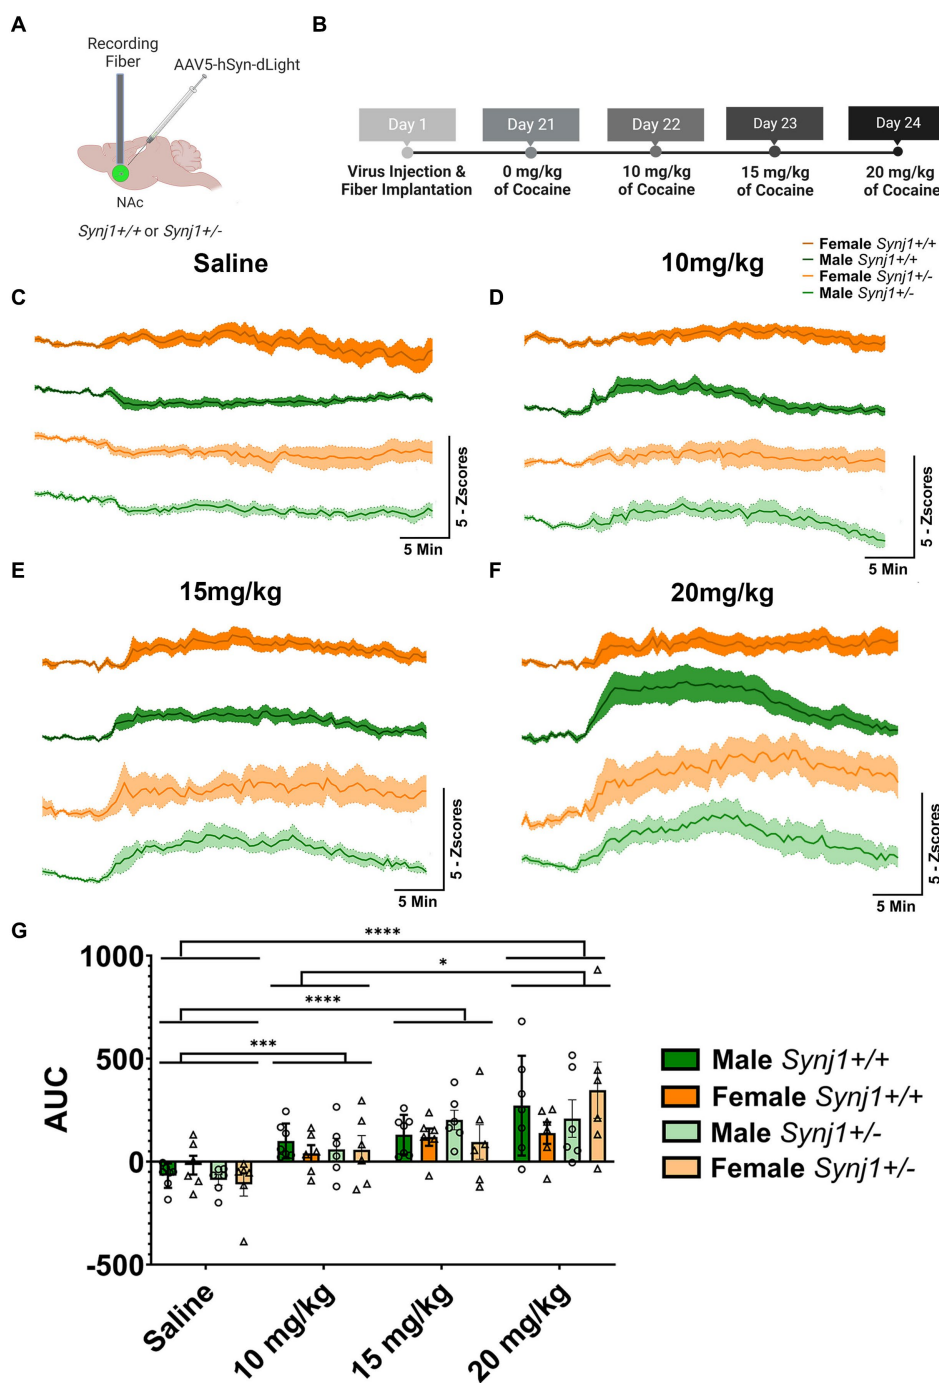 A
B
Recording
Fiber
AAV5-hSyn-dLight
NAc
Synj1+/+ or Synj1+/-
Day 1
Day 21
Day 22
Day 23
Day 24
Virus Injection &
Fiber Implantation
0 mg/kg
of Cocaine
10 mg/kg
of Cocaine
15 mg/kg
of Cocaine
20 mg/kg
of Cocaine
Saline
10mg/kg
Female Synj1+/+
Male Synj1+/+
Female Synj1+/-
Male Synj1+/-
C
D
5 - Zscores
5 Min
5 - Zscores
5 Min
E
15mg/kg
F
20mg/kg
5 - Zscores
5 Min
5 - Zscores
5 Min
G
****
*
****
***
AUC
1000
500
0
-500
Saline
10 mg/kg
15 mg/kg
20 mg/kg
Male Synj1+/+
Female Synj1+/+
Male Synj1+/-
Female Synj1+/-